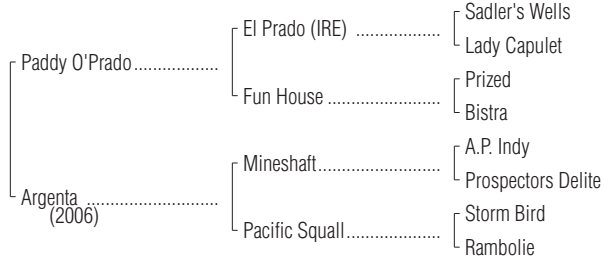 Sadler's Wells
El Prado (IRE) ..................
Lady Capulet
Paddy O'Prado..................
Prized
Fun House ........................
Bistra
A.P. Indy
Mineshaft..........................
Prospectors Delite
Argenta ............................
(2006)
Storm Bird
Pacific Squall....................
Rambolie